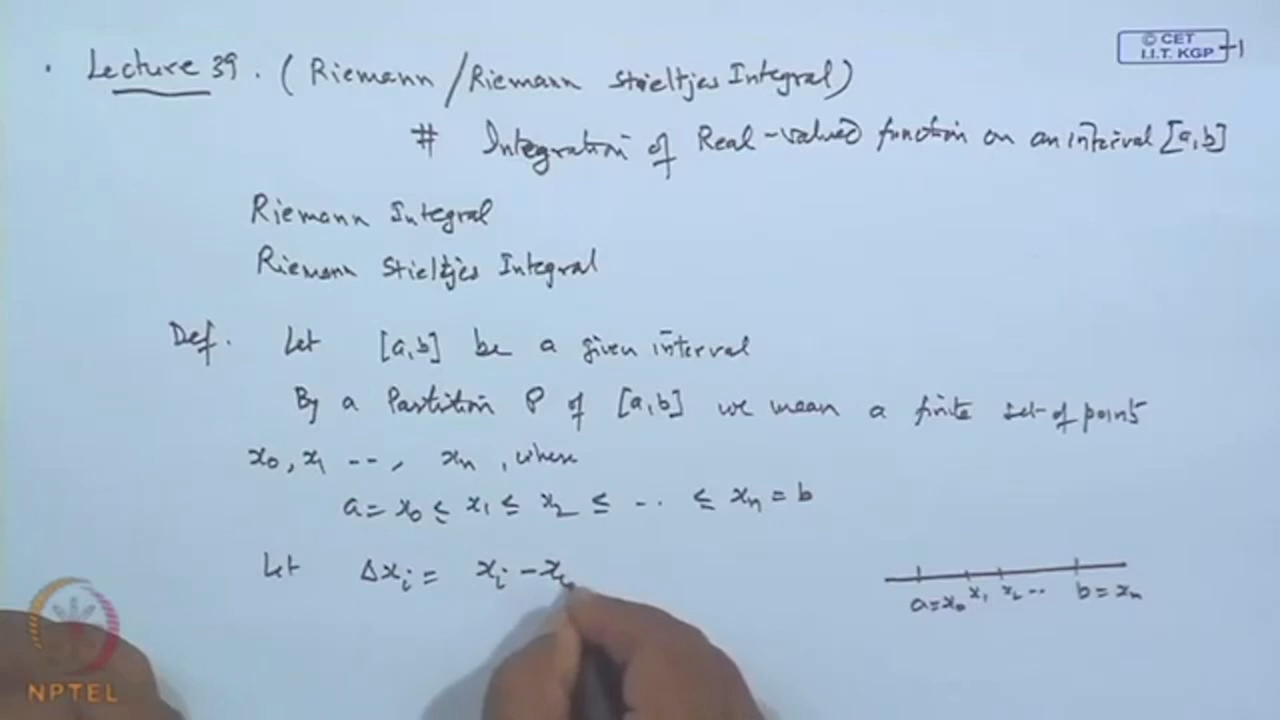 Lecture 39. (Riemann / Riemann Stieltjes Integral)
© CET
I.I.T. KGP
# Integration of Real-valued function on an interval [a,b]
Riemann Integral
Riemann Stieltjes Integral
Def. Let [a,b] be a given interval
By a Partition P of [a,b] we mean a finite set of points
x₀, x₁ --, xₙ, where
a = x₀ ≤ x₁ ≤ x₂ ≤ -.. ≤ xₙ = b
Let Δxᵢ = xᵢ - xᵢ
a=x₀ x₁ x₂ -.. b = xₙ
NPTEL